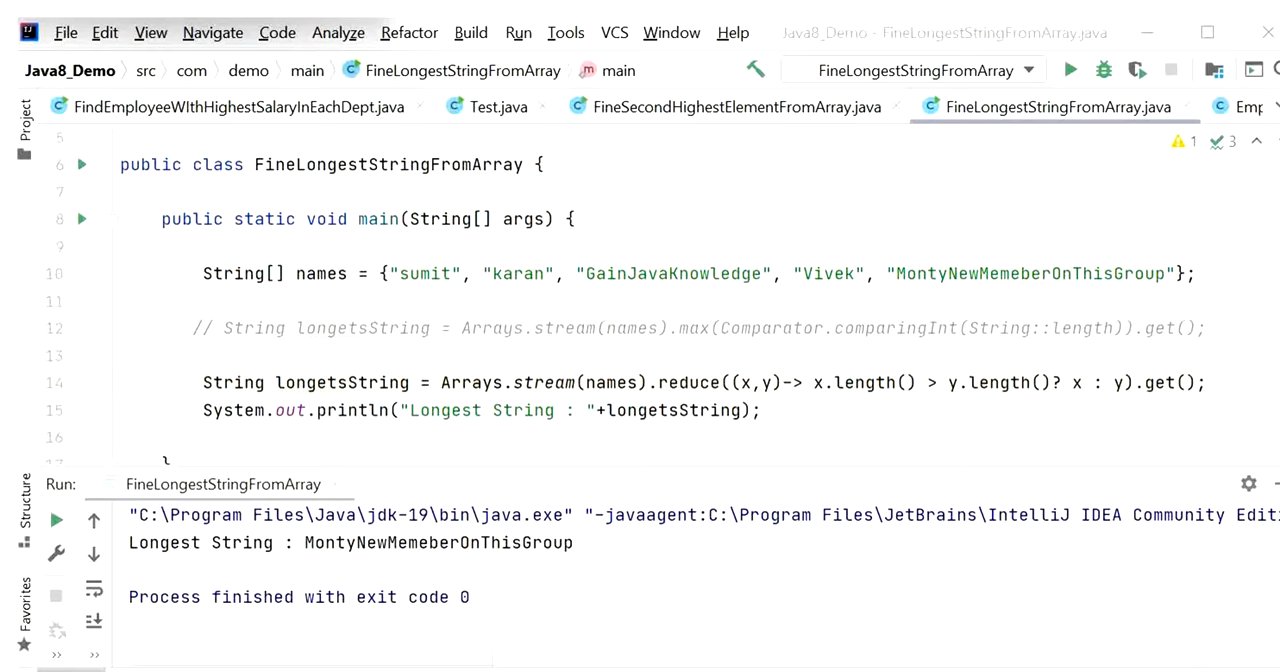 File Edit View Navigate Code Analyze Refactor Build Run Tools VCS Window Help Java8_Demo - FineLongestStringFromArray.java
Java8_Demo src com demo main FineLongestStringFromArray main FineLongestStringFromArray
FindEmployeeWIthHighestSalaryInEachDept.java Test.java FineSecondHighestElementFromArray.java FineLongestStringFromArray.java Emp
Project
1 3
5
6 public class FineLongestStringFromArray {
7
8 public static void main(String[] args) {
9
10 String[] names = {"sumit", "karan", "GainJavaKnowledge", "Vivek", "MontyNewMemeberOnThisGroup"};
11
12 // String longetsString = Arrays.stream(names).max(Comparator.comparingInt(String::length)).get();
13
14 String longetsString = Arrays.stream(names).reduce((x,y)-> x.length() > y.length()? x : y).get();
15 System.out.println("Longest String : "+longetsString);
16
17 }
Run: FineLongestStringFromArray
Structure
"C:\Program Files\Java\jdk-19\bin\java.exe" "-javaagent:C:\Program Files\JetBrains\IntelliJ IDEA Community Editi
Longest String : MontyNewMemeberOnThisGroup
Process finished with exit code 0
Favorites